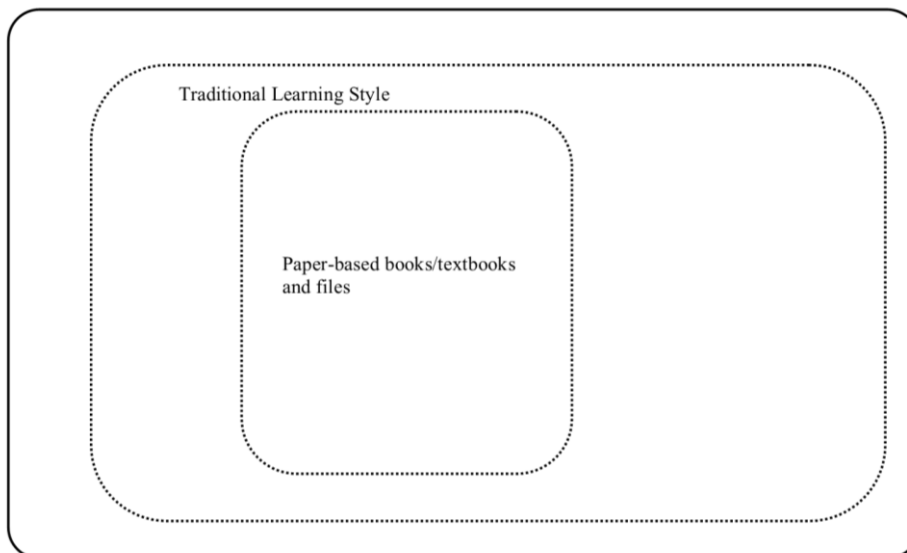 Traditional Learning Style
Paper-based books/textbooks
and files